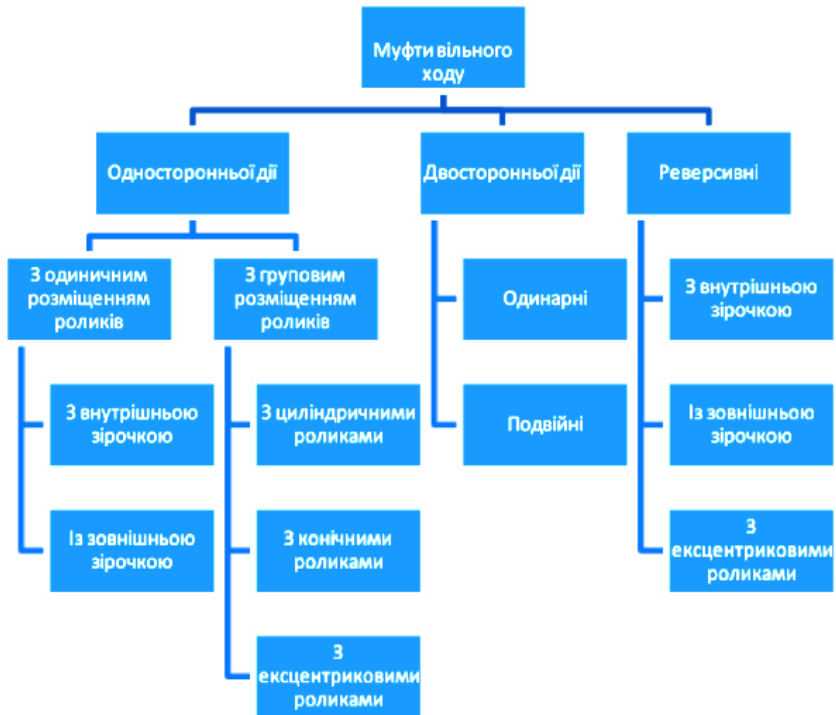 Муфти вільного
ходу
Односторонньої дії
Двосторонньої дії
Реверсивні
З одиничним
розміщенням
роликів
З груповим
розміщенням
роликів
Одинарні
З внутрішньою
зірочкою
З внутрішньою
зірочкою
З циліндричними
роликами
Подвійні
Із зовнішньою
зірочкою
Із зовнішньою
зірочкою
З конічними
роликами
З
ексцентриковими
роликами
З
ексцентриковими
роликами